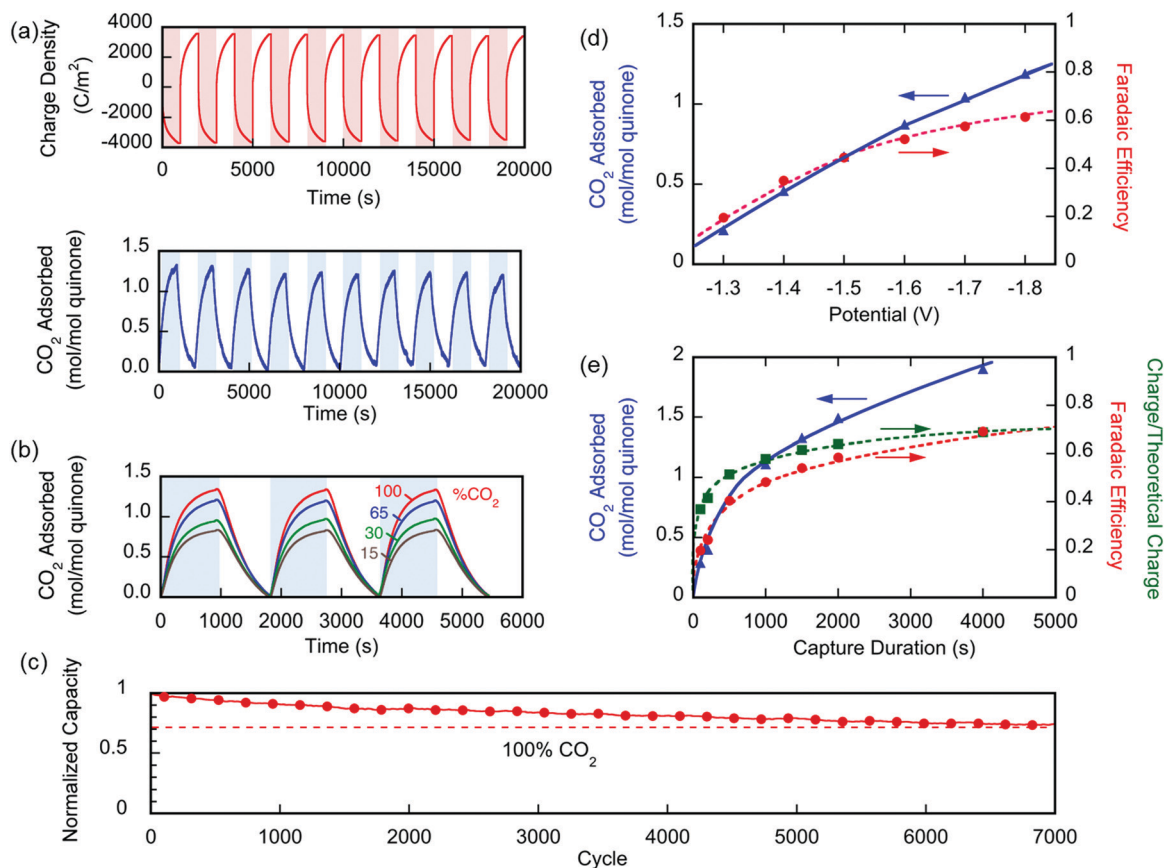 (a)
Charge Density
(C/m²)
4000
2000
0
-2000
-4000
0
5000
10000
15000
20000
Time (s)
CO₂ Adsorbed
(mol/mol quinone)
1.5
1.0
0.5
0.0
0
5000
10000
15000
20000
Time (s)
(b)
CO₂ Adsorbed
(mol/mol quinone)
1.5
1.0
0.5
0.0
100
%CO₂
65
30
15
0
1000
2000
3000
4000
5000
6000
Time (s)
(d)
CO₂ Adsorbed
(mol/mol quinone)
1.5
1
1.5
0
1
0.8
0.6
0.4
0.2
0
Faradaic Efficiency
-1.3
-1.4
-1.5
-1.6
-1.7
-1.8
Potential (V)
(e)
CO₂ Adsorbed
(mol/mol quinone)
2
1.5
1
0.5
0
1
0.8
0.6
0.4
0.2
0
Faradaic Efficiency
Charge/Theoretical Charge
0
1000
2000
3000
4000
5000
Capture Duration (s)
(c)
Normalized Capacity
1
0.5
0
100% CO₂
0
1000
2000
3000
4000
5000
6000
7000
Cycle